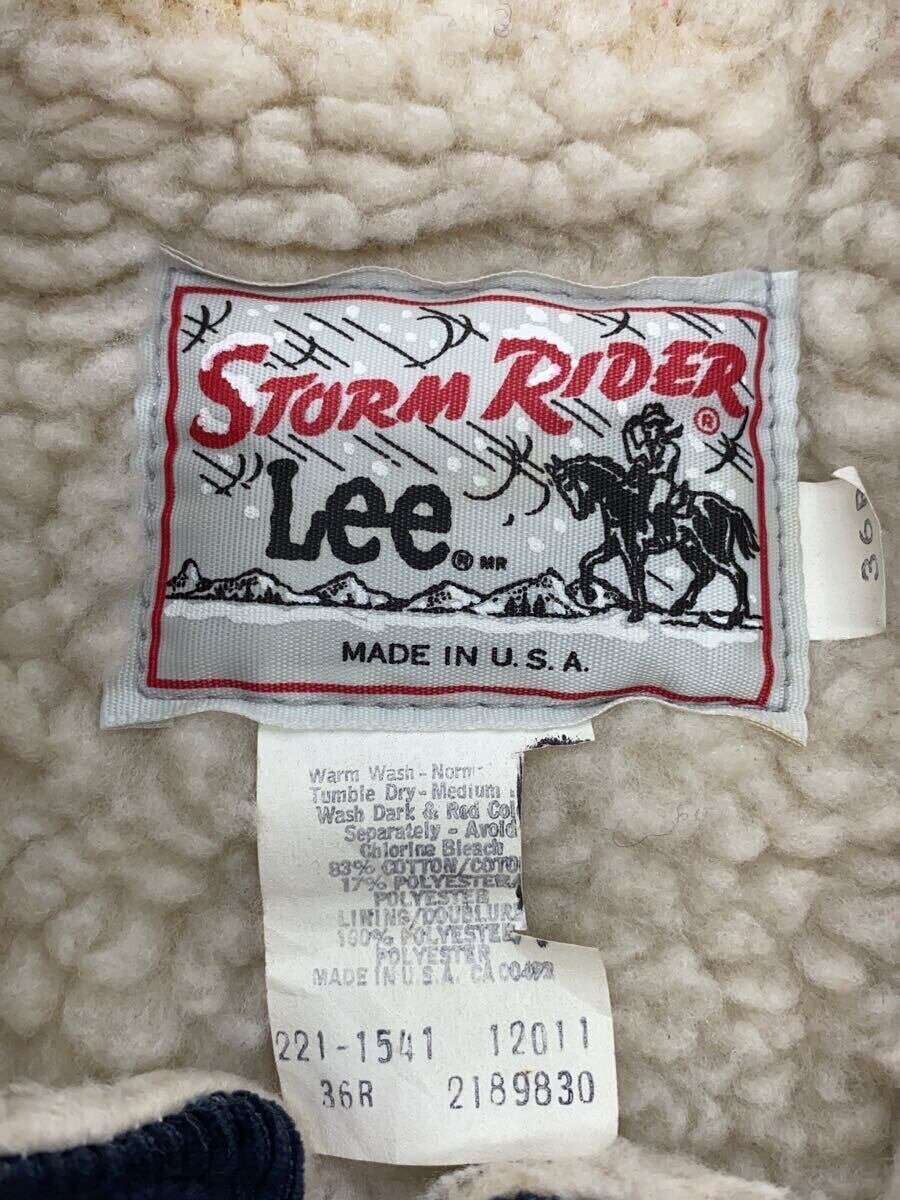 STORM RIDER
®
Lee ® MR
MADE IN U.S.A.
36R
Warm Wash - Norm-
Tumble Dry - Medium
Wash Dark & Red Col
Separately - Avoid
Chlorine Bleach
83% COTTON/COTO
17% POLYESTER/
POLYESTER
LINING/DOUBLURE
100% POLYESTER,
POLYESTER
MADE IN U.S.A. CA 00492
221-1541 12011
36R 2189830